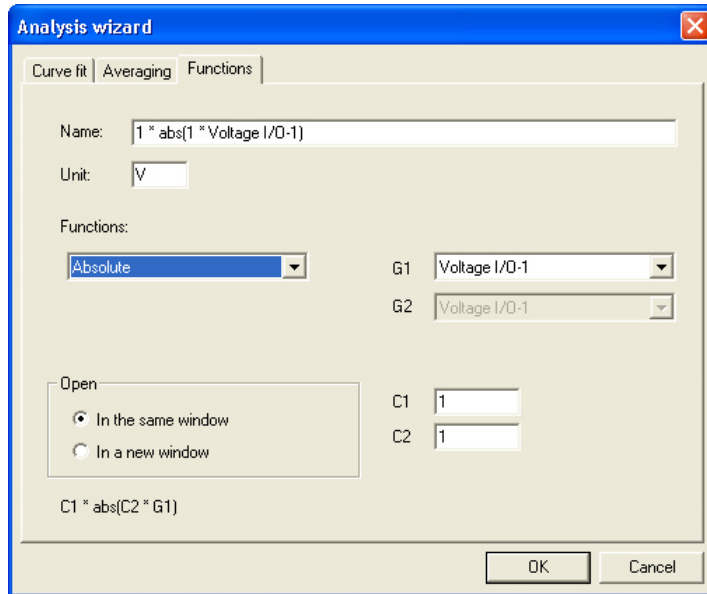 Analysis wizard
Curve fit Averaging Functions
Name: 1 * abs(1 * Voltage I/O-1)
Unit: V
Functions:
Absolute
G1 Voltage I/O-1
G2 Voltage I/O-1
Open
In the same window
In a new window
C1 1
C2 1
C1 * abs(C2 * G1)
OK Cancel